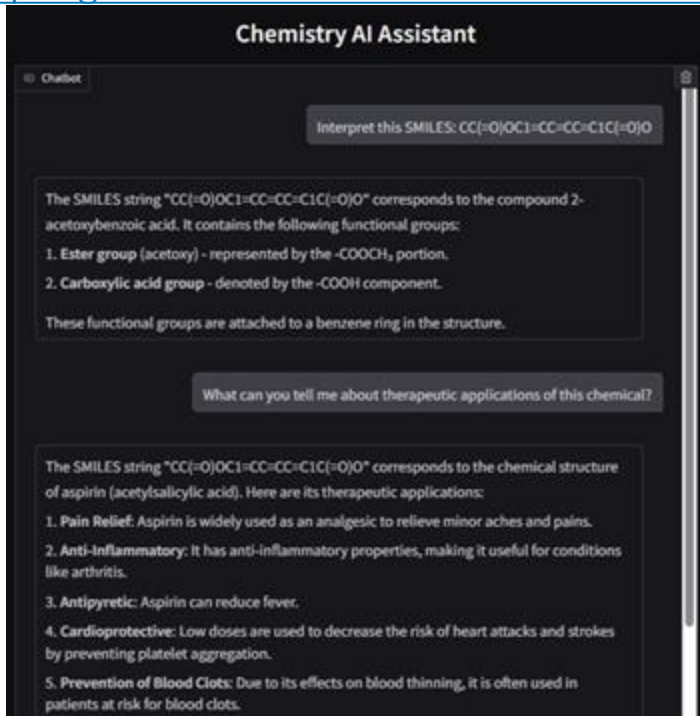 Chemistry AI Assistant
Chatbot
Interpret this SMILES: CC(=O)OC1=CC=CC=C1C(=O)O
The SMILES string "CC(=O)OC1=CC=CC=C1C(=O)O" corresponds to the compound 2-
acetoxybenzoic acid. It contains the following functional groups:
1. Ester group (acetoxy) - represented by the -COOCH₃ portion.
2. Carboxylic acid group - denoted by the -COOH component.
These functional groups are attached to a benzene ring in the structure.
What can you tell me about therapeutic applications of this chemical?
The SMILES string "CC(=O)OC1=CC=CC=C1C(=O)O" corresponds to the chemical structure
of aspirin (acetylsalicylic acid). Here are its therapeutic applications:
1. Pain Relief: Aspirin is widely used as an analgesic to relieve minor aches and pains.
2. Anti-Inflammatory: It has anti-inflammatory properties, making it useful for conditions
like arthritis.
3. Antipyretic: Aspirin can reduce fever.
4. Cardioprotective: Low doses are used to decrease the risk of heart attacks and strokes
by preventing platelet aggregation.
5. Prevention of Blood Clots: Due to its effects on blood thinning, it is often used in
patients at risk for blood clots.